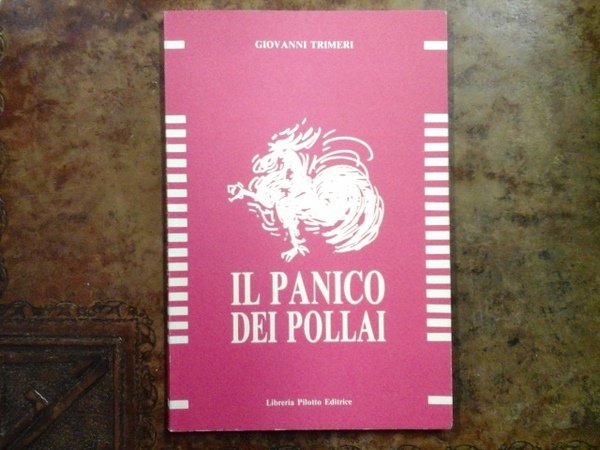 GIOVANNI TRIMERI
IL PANICO
DEI POLLAI
Libreria Pilotto Editrice